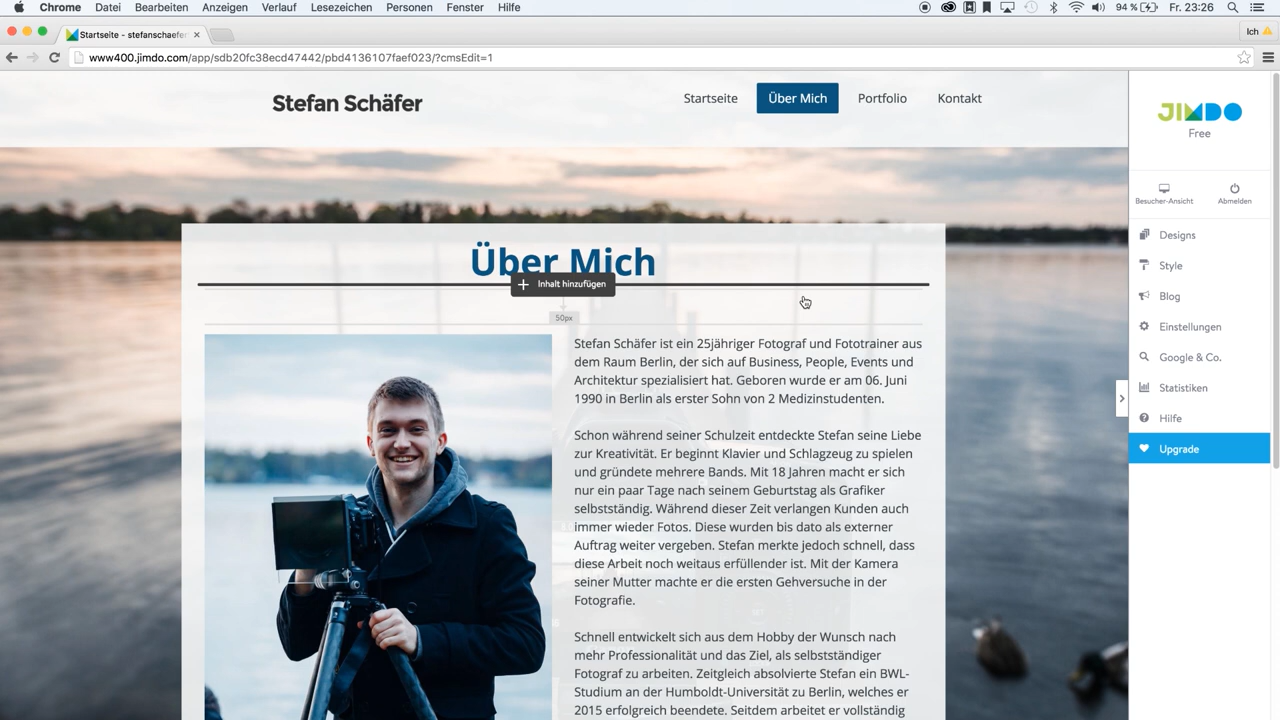 Chrome Datei Bearbeiten Anzeigen Verlauf Lesezeichen Personen Fenster Hilfe 94 % Fr. 23:26
Startseite - stefanschaefer Ich
www400.jimdo.com/app/sdb20fc38ecd47442/pbd4136107faef023/?cmsEdit=1
Stefan Schäfer
Startseite Über Mich Portfolio Kontakt
Über Mich
Inhalt hinzufügen
50px
Stefan Schäfer ist ein 25jähriger Fotograf und Fototrainer aus
dem Raum Berlin, der sich auf Business, People, Events und
Architektur spezialisiert hat. Geboren wurde er am 06. Juni
1990 in Berlin als erster Sohn von 2 Medizinstudenten.
Schon während seiner Schulzeit entdeckte Stefan seine Liebe
zur Kreativität. Er beginnt Klavier und Schlagzeug zu spielen
und gründete mehrere Bands. Mit 18 Jahren macht er sich
nur ein paar Tage nach seinem Geburtstag als Grafiker
selbstständig. Während dieser Zeit verlangen Kunden auch
immer wieder Fotos. Diese wurden bis dato als externer
Auftrag weiter vergeben. Stefan merkte jedoch schnell, dass
diese Arbeit noch weitaus erfüllender ist. Mit der Kamera
seiner Mutter machte er die ersten Gehversuche in der
Fotografie.
Schnell entwickelt sich aus dem Hobby der Wunsch nach
mehr Professionalität und das Ziel, als selbstständiger
Fotograf zu arbeiten. Zeitgleich absolvierte Stefan ein BWL-
Studium an der Humboldt-Universität zu Berlin, welches er
2015 erfolgreich beendete. Seitdem arbeitet er vollständig
JIMDO
Free
Besucher-Ansicht Abmelden
Designs
Style
Blog
Einstellungen
Google & Co.
Statistiken
Hilfe
Upgrade